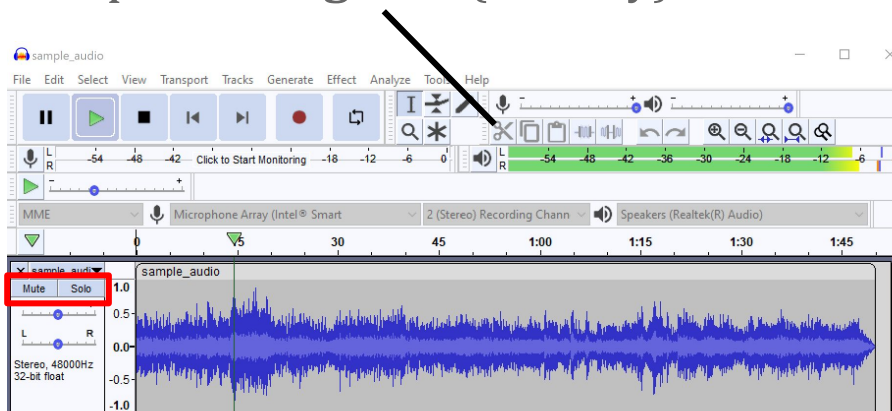 sample_audio
File Edit Select View Transport Tracks Generate Effect Analyze Tools Help
L R -54 -48 -42 Click to Start Monitoring -18 -12 -6 0 L R -54 -48 -42 -36 -30 -24 -18 -12 -6
MME Microphone Array (Intel® Smart 2 (Stereo) Recording Chann Speakers (Realtek(R) Audio)
0 30 45 1:00 1:15 1:30 1:45
sample_audi sample_audio
Mute Solo
L R
Stereo, 48000Hz
32-bit float
1.0
0.5
0.0
-0.5
-1.0